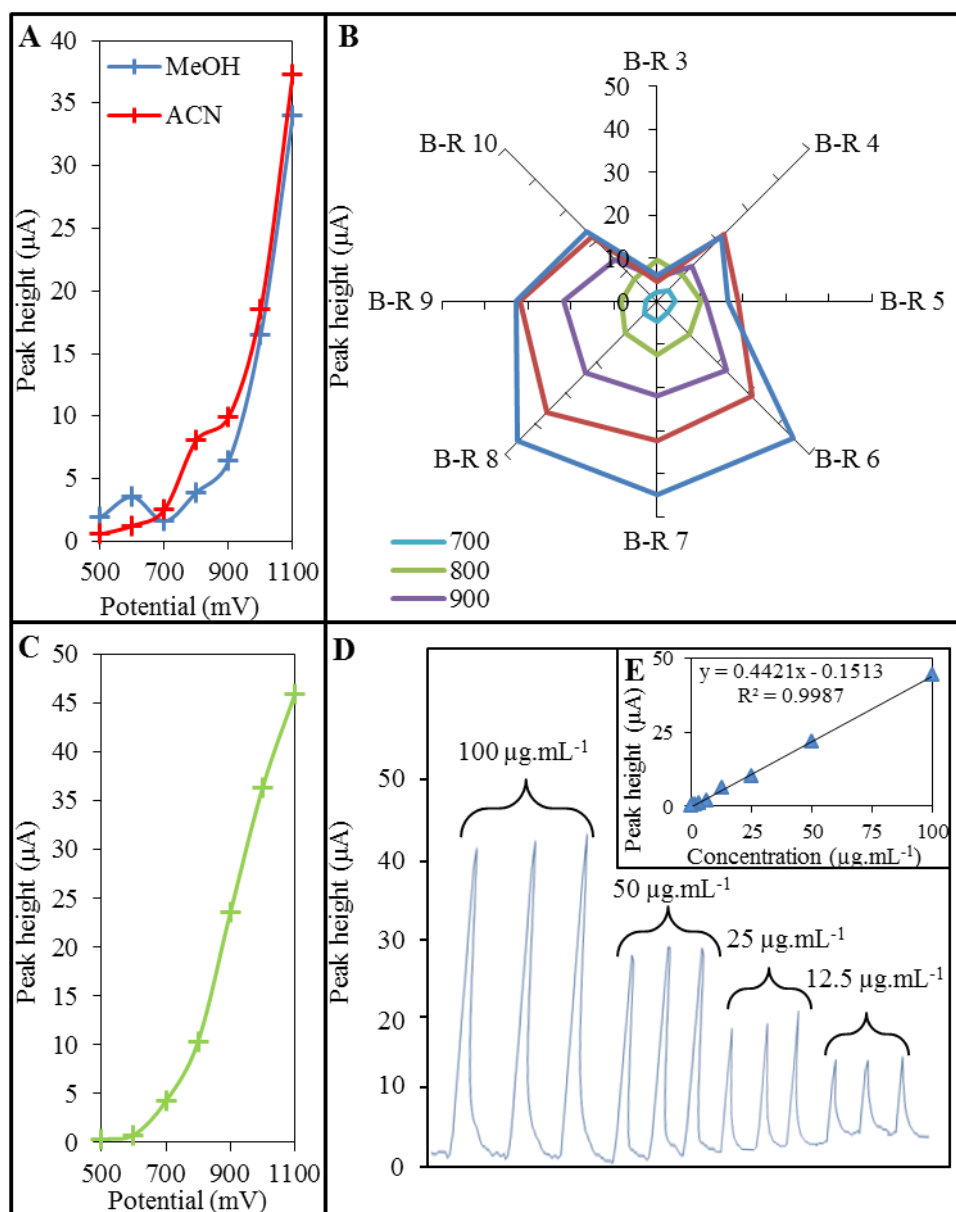 A
MeOH
ACN
Peak height (µA)
40
35
30
25
20
15
10
5
0
500 700 900 1100
Potential (mV)
B
B-R 3
B-R 4
B-R 5
B-R 6
B-R 7
B-R 8
B-R 9
B-R 10
Peak height (µA)
50
40
30
20
10
0
700
800
900
C
Peak height (µA)
50
45
40
35
30
25
20
15
10
5
0
500 700 900 1100
Potential (mV)
D
Peak height (µA)
50
40
30
20
10
0
100 µg.mL⁻¹
50 µg.mL⁻¹
25 µg.mL⁻¹
12.5 µg.mL⁻¹
E
y = 0.4421x - 0.1513
R² = 0.9987
Peak height (µA)
50
25
0
0 25 50 75 100
Concentration (µg.mL⁻¹)